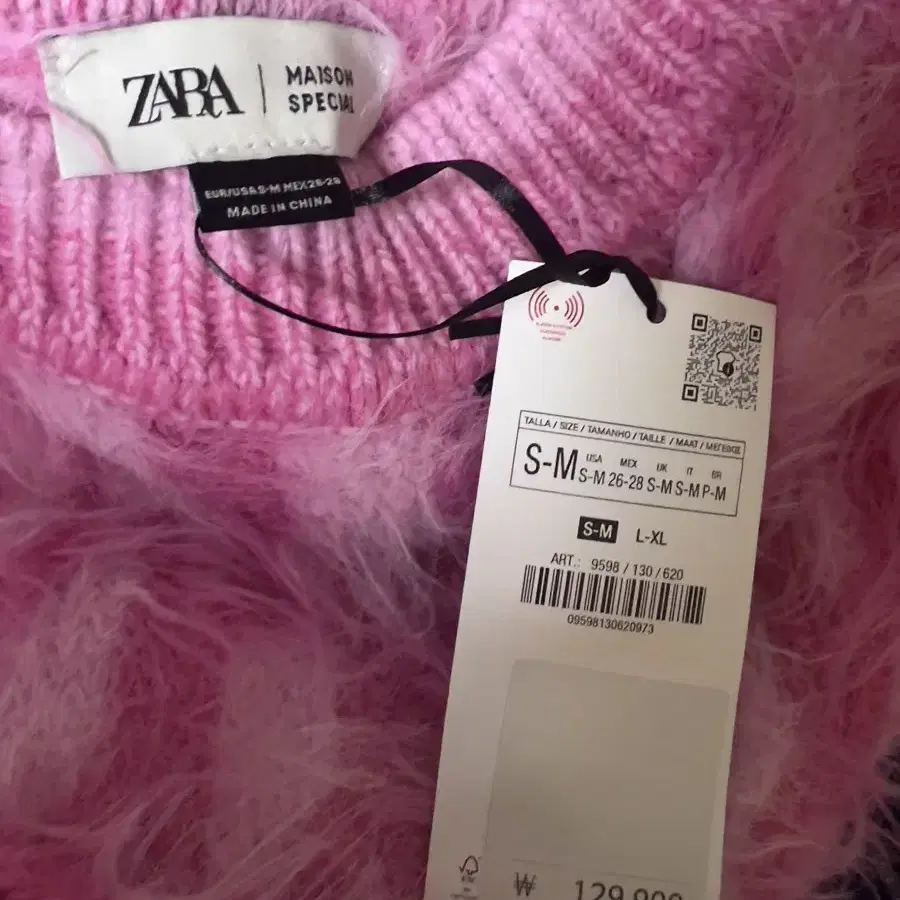 ZARA | MAISON SPECIAL
EUR/USA S-M MEX 26-28
MADE IN CHINA
TALLA / SIZE / TAMANHO / TAILLE / MAAT / ΜΕΓΕΘΟΣ
S-M
USA MEX UK IT BR
S-M 26-28 S-M S-M P-M
S-M L-XL
ART.: 9598 / 130 / 620
09598130620973
FSC
₩